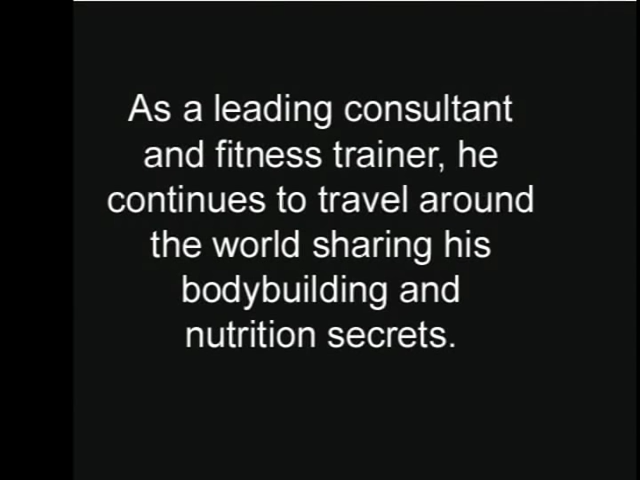 As a leading consultant
and fitness trainer, he
continues to travel around
the world sharing his
bodybuilding and
nutrition secrets.